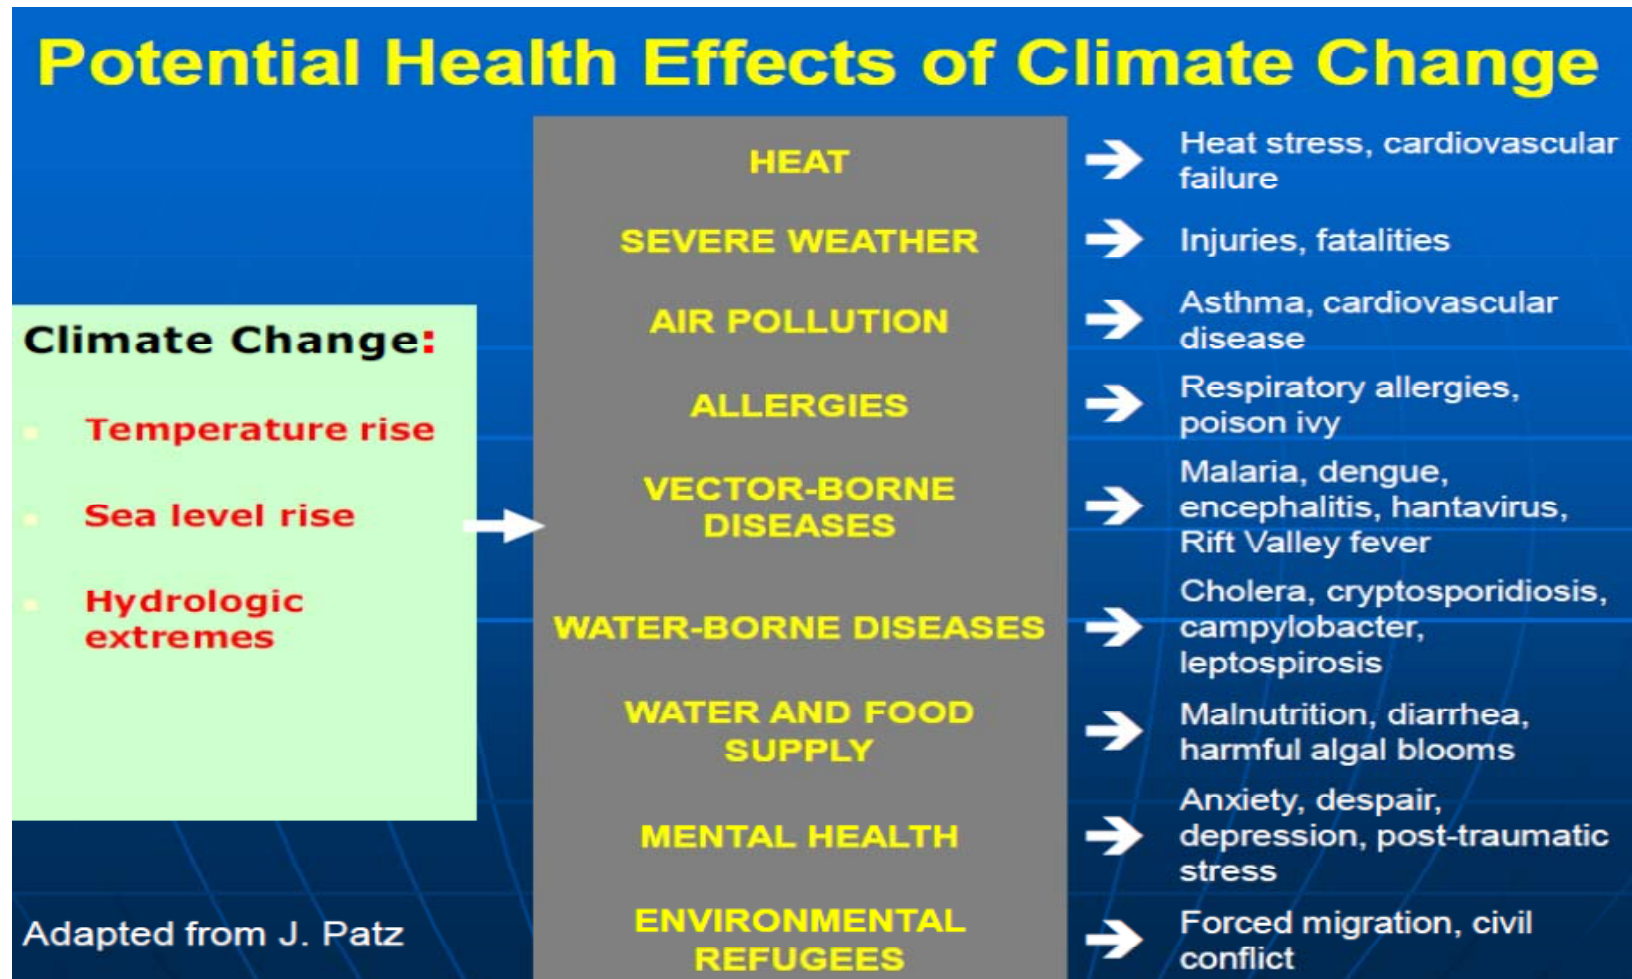 Potential Health Effects of Climate Change
Climate Change:
Temperature rise
Sea level rise
Hydrologic
extremes
HEAT
Heat stress, cardiovascular
failure
SEVERE WEATHER
Injuries, fatalities
AIR POLLUTION
Asthma, cardiovascular
disease
ALLERGIES
Respiratory allergies,
poison ivy
VECTOR-BORNE
DISEASES
Malaria, dengue,
encephalitis, hantavirus,
Rift Valley fever
WATER-BORNE DISEASES
Cholera, cryptosporidiosis,
campylobacter,
leptospirosis
WATER AND FOOD
SUPPLY
Malnutrition, diarrhea,
harmful algal blooms
MENTAL HEALTH
Anxiety, despair,
depression, post-traumatic
stress
ENVIRONMENTAL
REFUGEES
Forced migration, civil
conflict
Adapted from J. Patz